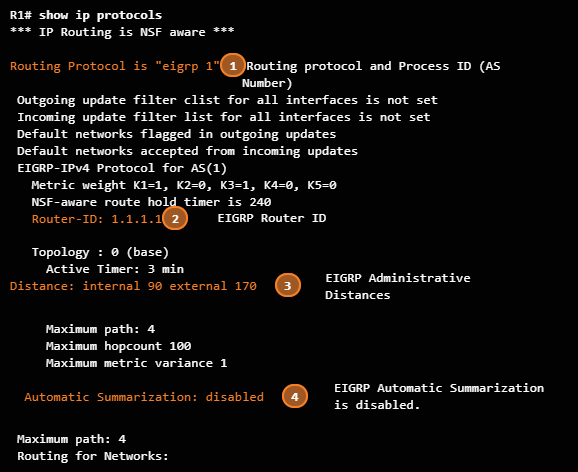 R1# show ip protocols
*** IP Routing is NSF aware ***
Routing Protocol is "eigrp 1" 1 Routing protocol and Process ID (AS
Number)
Outgoing update filter clist for all interfaces is not set
Incoming update filter list for all interfaces is not set
Default networks flagged in outgoing updates
Default networks accepted from incoming updates
EIGRP-IPv4 Protocol for AS(1)
Metric weight K1=1, K2=0, K3=1, K4=0, K5=0
NSF-aware route hold timer is 240
Router-ID: 1.1.1.1 2 EIGRP Router ID
Topology : 0 (base)
Active Timer: 3 min
Distance: internal 90 external 170 3 EIGRP Administrative
Distances
Maximum path: 4
Maximum hopcount 100
Maximum metric variance 1
Automatic Summarization: disabled 4 EIGRP Automatic Summarization
is disabled.
Maximum path: 4
Routing for Networks: